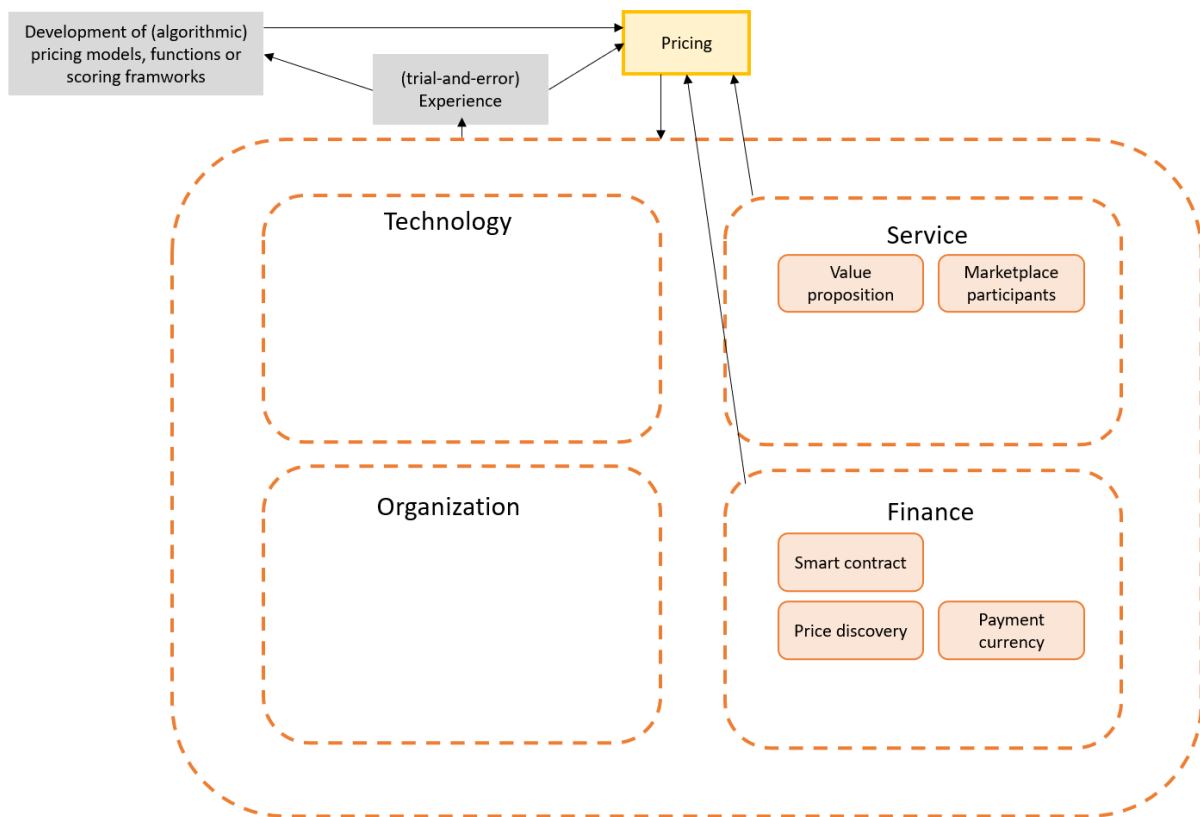 Development of (algorithmic)
pricing models, functions or
scoring framworks
(trial-and-error)
Experience
Pricing
Technology
Service
Value
proposition
Marketplace
participants
Organization
Finance
Smart contract
Price discovery
Payment
currency